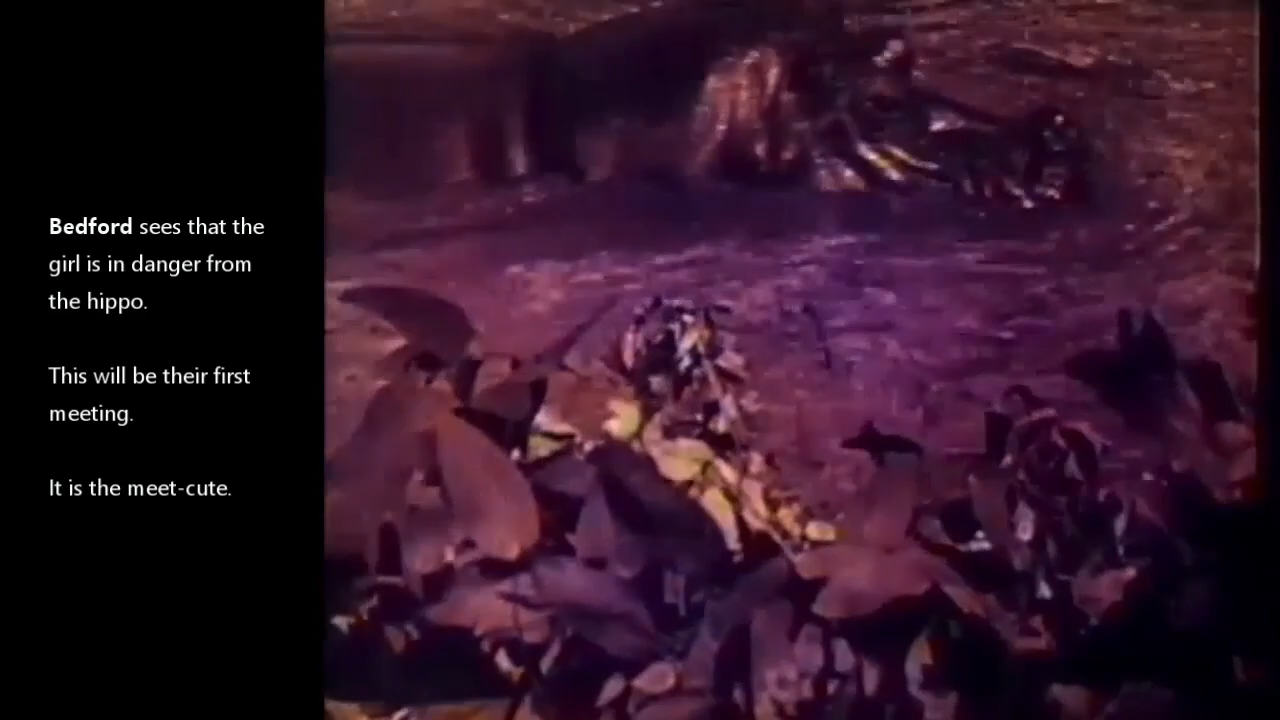 Bedford sees that the
girl is in danger from
the hippo.
This will be their first
meeting.
It is the meet-cute.